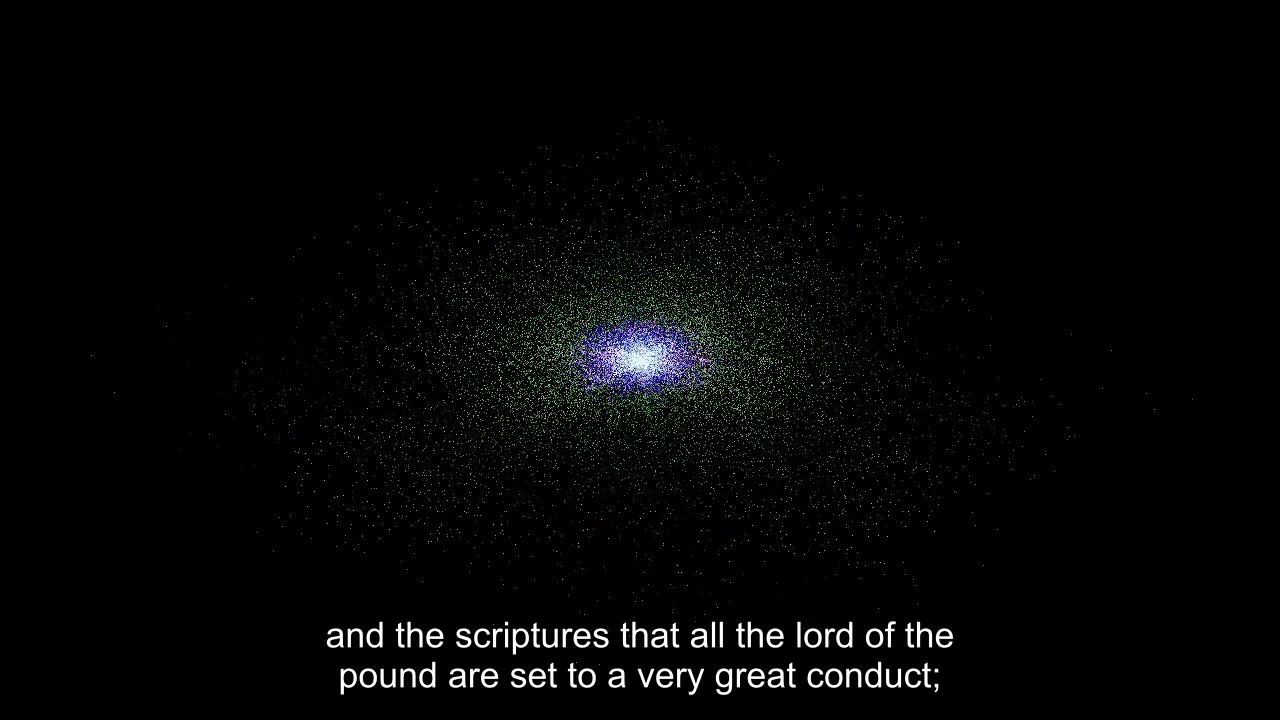 and the scriptures that all the lord of the
pound are set to a very great conduct;